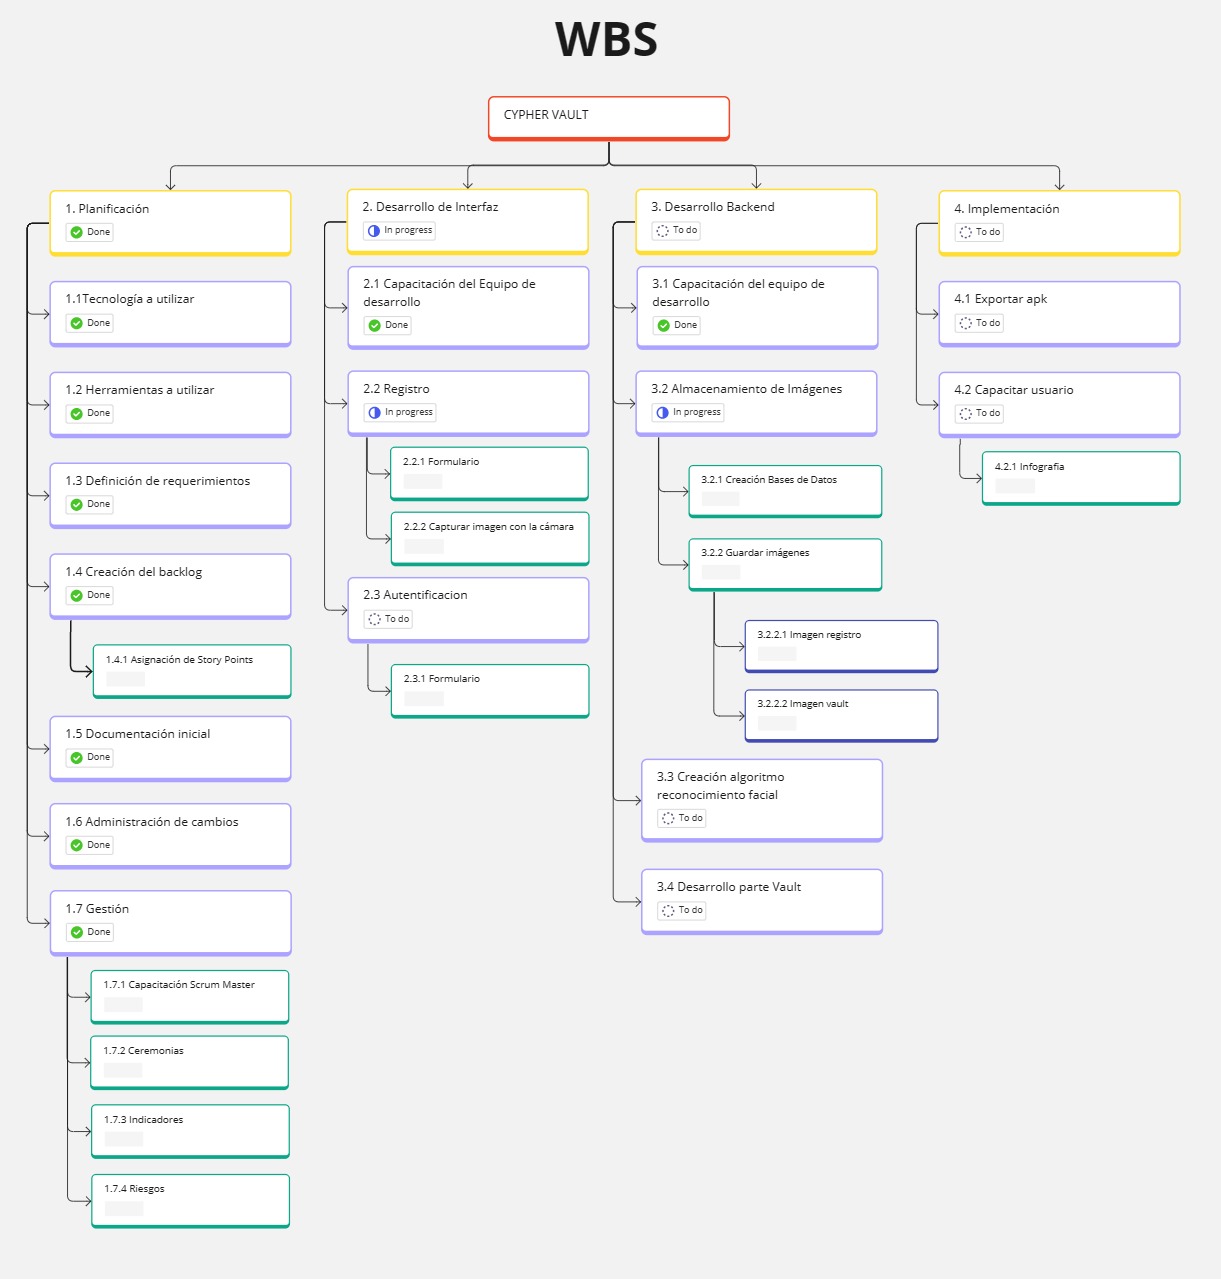 WBS
CYPHER VAULT
1. Planificación
Done
1.1Tecnología a utilizar
Done
1.2 Herramientas a utilizar
Done
1.3 Definición de requerimientos
Done
1.4 Creación del backlog
Done
1.4.1 Asignación de Story Points
1.5 Documentación inicial
Done
1.6 Administración de cambios
Done
1.7 Gestión
Done
1.7.1 Capacitación Scrum Master
1.7.2 Ceremonias
1.7.3 Indicadores
1.7.4 Riesgos
2. Desarrollo de Interfaz
In progress
2.1 Capacitación del Equipo de
desarrollo
Done
2.2 Registro
In progress
2.2.1 Formulario
2.2.2 Capturar imagen con la cámara
2.3 Autentificacion
To do
2.3.1 Formulario
3. Desarrollo Backend
To do
3.1 Capacitación del equipo de
desarrollo
Done
3.2 Almacenamiento de Imágenes
In progress
3.2.1 Creación Bases de Datos
3.2.2 Guardar imágenes
3.2.2.1 Imagen registro
3.2.2.2 Imagen vault
3.3 Creación algoritmo
reconocimiento facial
To do
3.4 Desarrollo parte Vault
To do
4. Implementación
To do
4.1 Exportar apk
To do
4.2 Capacitar usuario
To do
4.2.1 Infografia